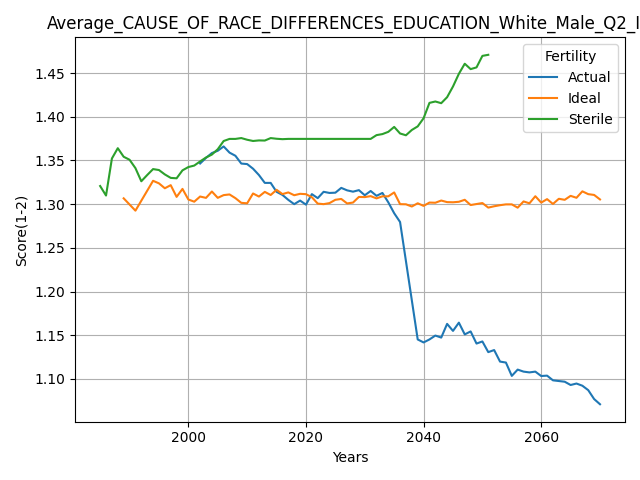 Average_CAUSE_OF_RACE_DIFFERENCES_EDUCATION_White_Male_Q2_I
Fertility
Actual
Ideal
Sterile
Score(1-2)
1.45
1.40
1.35
1.30
1.25
1.20
1.15
1.10
2000 2020 2040 2060
Years